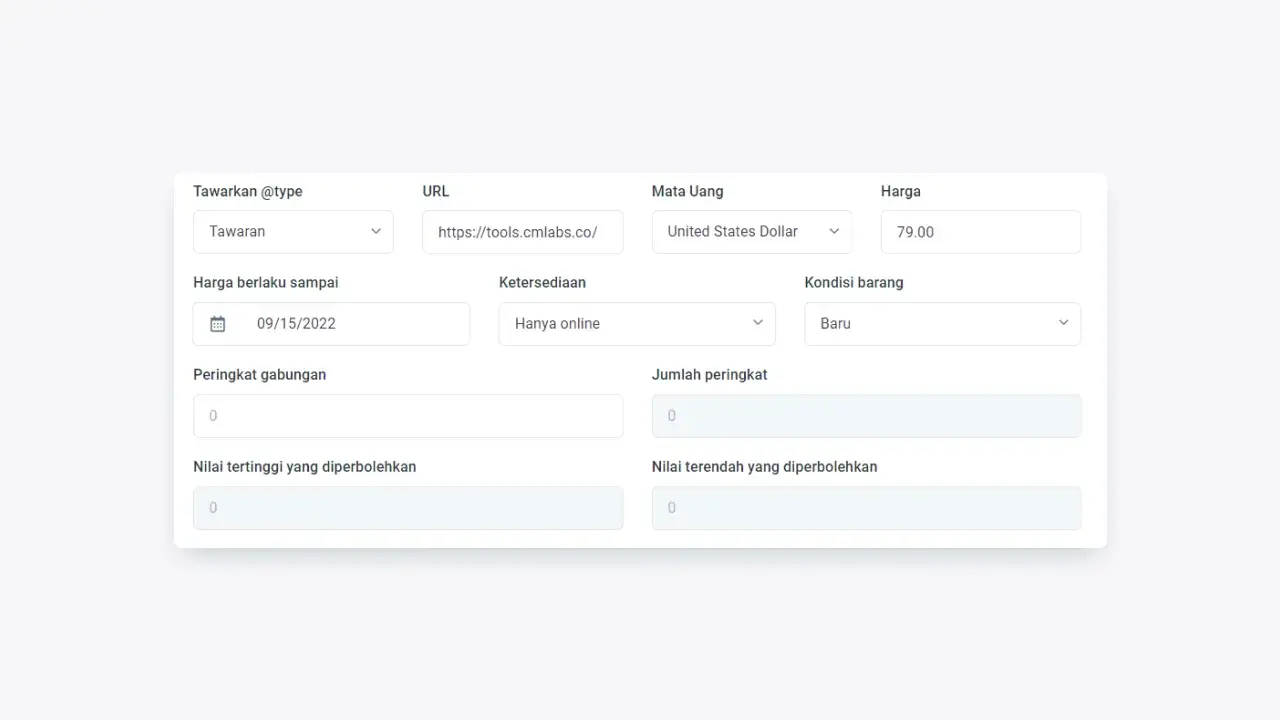 Tawarkan @type URL Mata Uang Harga
Tawaran https://tools.cmlabs.co/ United States Dollar 79.00
Harga berlaku sampai Ketersediaan Kondisi barang
09/15/2022 Hanya online Baru
Peringkat gabungan Jumlah peringkat
0 0
Nilai tertinggi yang diperbolehkan Nilai terendah yang diperbolehkan
0 0